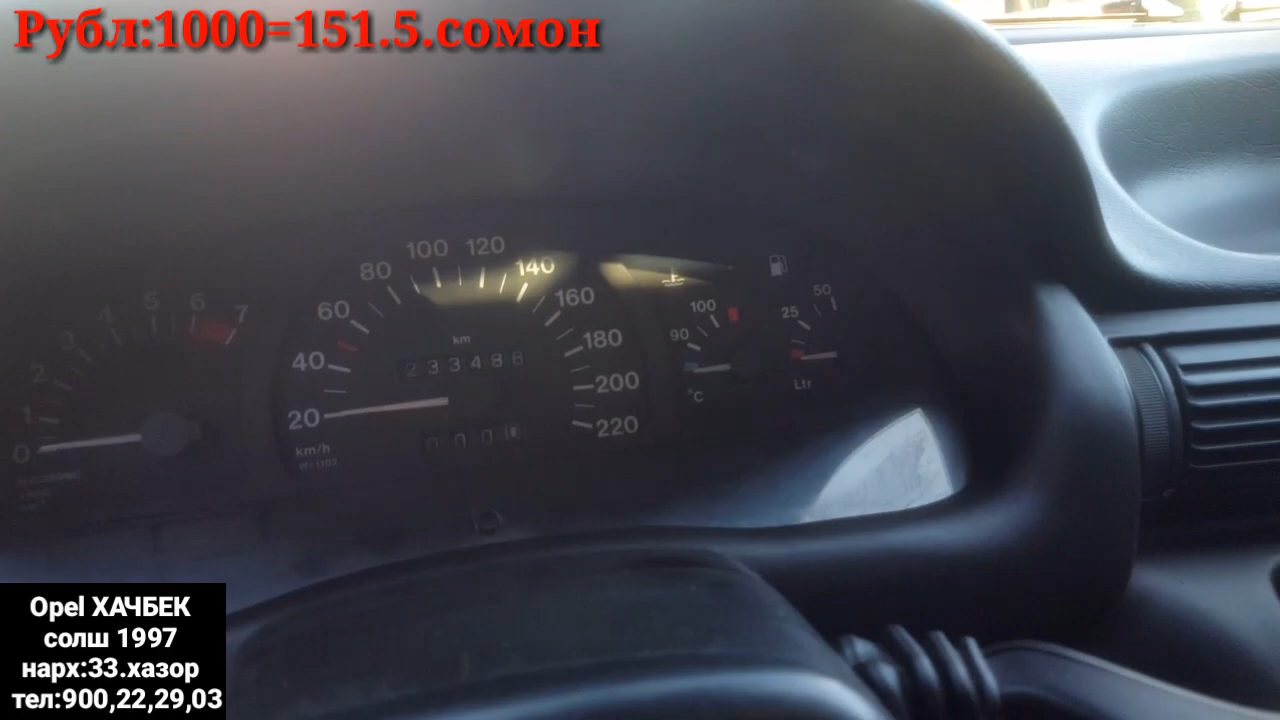 Рубл:1000=151.5.сомон
100 120
80 140
60 160
40 180
20 200
220
km
233488
km/h
0 1 2 3 4 5 6 7
90 100
°C
25 50
Ltr
Opel ХАЧБЕК
солш 1997
нарх:33.хазор
тел:900,22,29,03